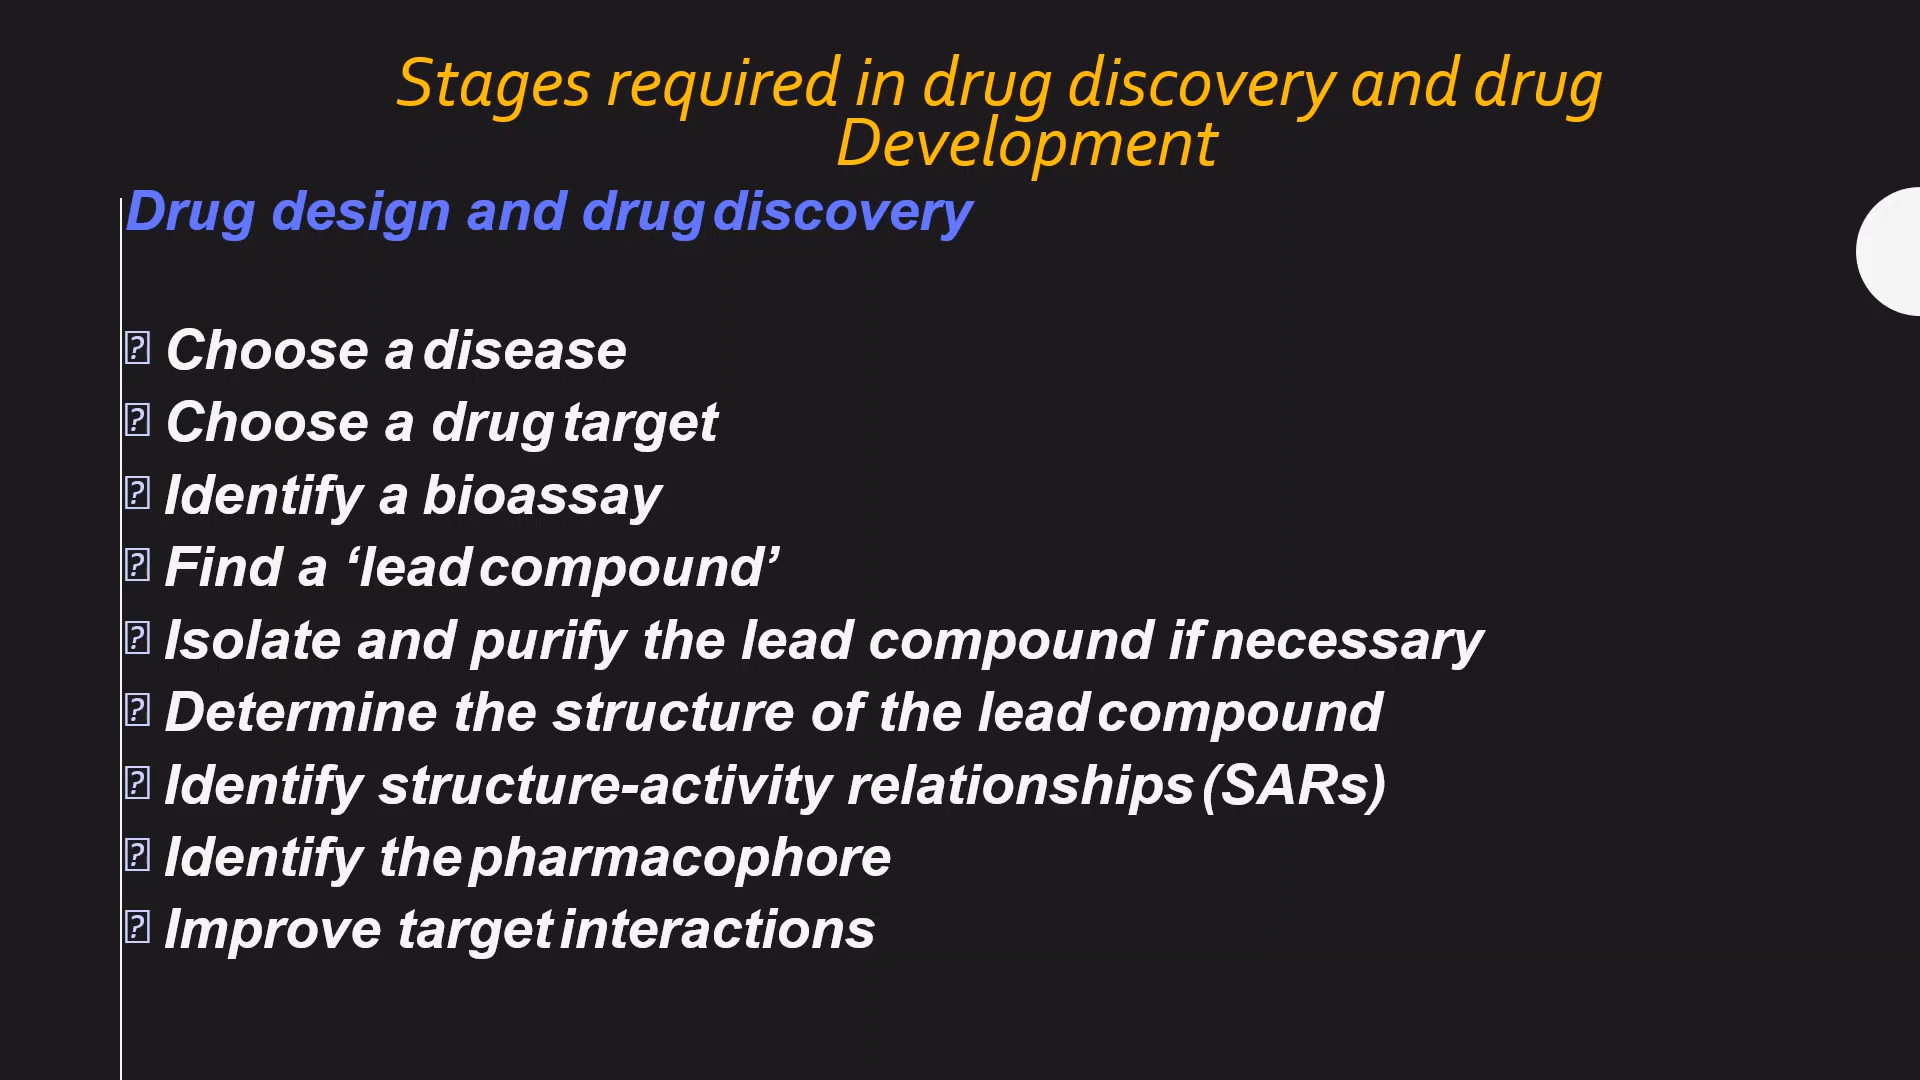 Stages required in drug discovery and drug
Development
Drug design and drug discovery
Choose a disease
Choose a drug target
Identify a bioassay
Find a ‘lead compound’
Isolate and purify the lead compound if necessary
Determine the structure of the lead compound
Identify structure-activity relationships (SARs)
Identify the pharmacophore
Improve target interactions